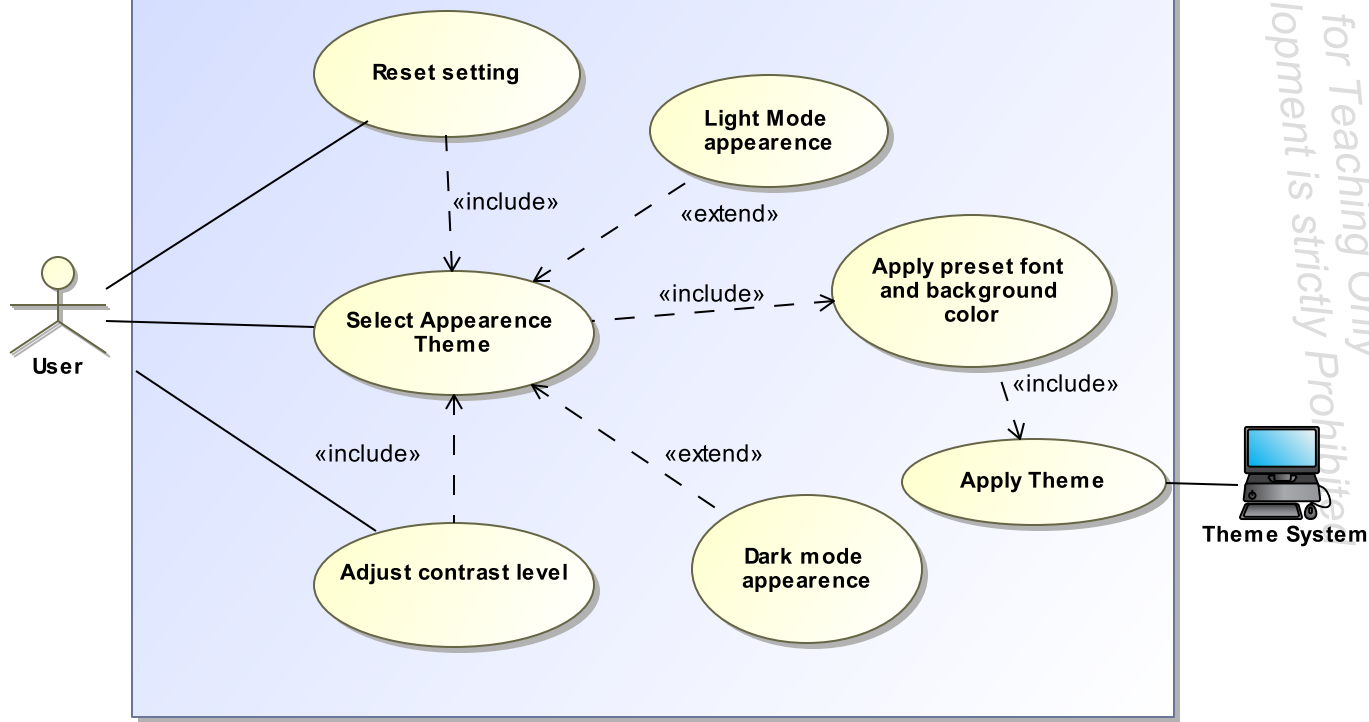 Reset setting
Light Mode
appearence
«include»
«extend»
Apply preset font
and background
color
«include»
Select Appearence
Theme
User
«include»
«include»
«extend»
Apply Theme
Theme System
Dark mode
appearence
Adjust contrast level
for Teaching Only
lopment is strictly Prohibited